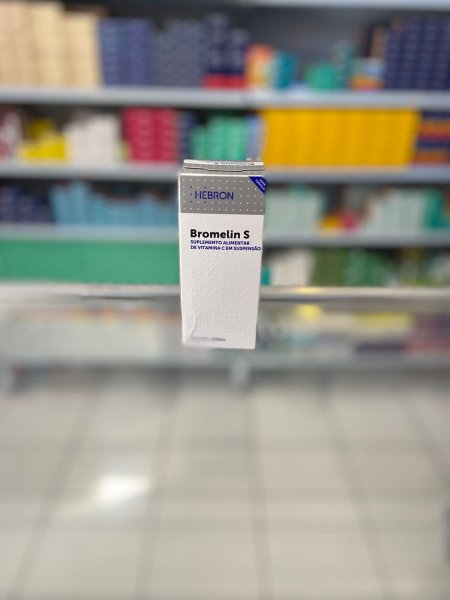 HEBRON
Bromelin S
SUPLEMENTO ALIMENTAR
DE VITAMINA C EM SUSPENSÃO